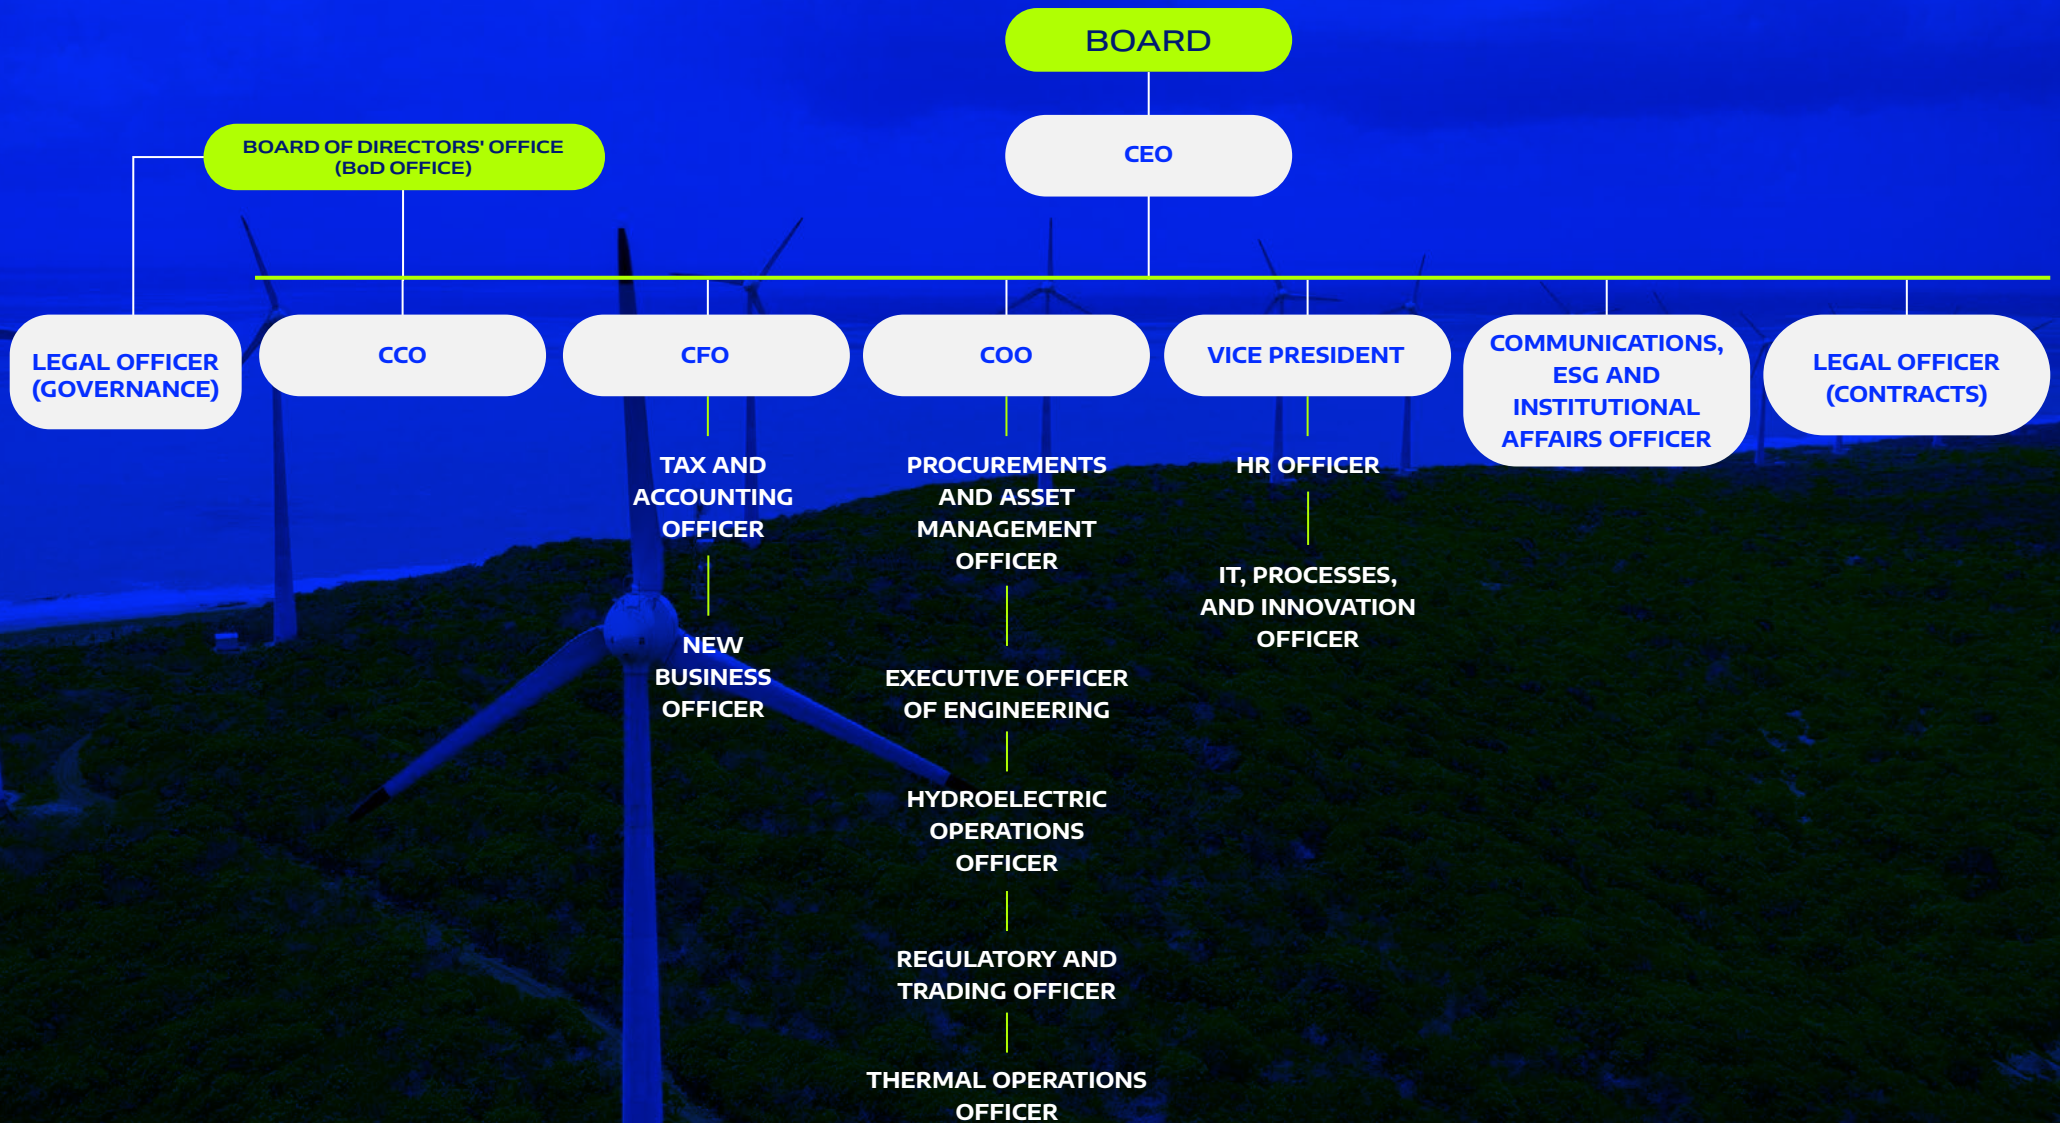 BOARD
BOARD OF DIRECTORS' OFFICE
(BoD OFFICE)
CEO
LEGAL OFFICER
(GOVERNANCE)
CCO
CFO
COO
VICE PRESIDENT
COMMUNICATIONS,
ESG AND
INSTITUTIONAL
AFFAIRS OFFICER
LEGAL OFFICER
(CONTRACTS)
TAX AND
ACCOUNTING
OFFICER
NEW
BUSINESS
OFFICER
PROCUREMENTS
AND ASSET
MANAGEMENT
OFFICER
EXECUTIVE OFFICER
OF ENGINEERING
HYDROELECTRIC
OPERATIONS
OFFICER
REGULATORY AND
TRADING OFFICER
THERMAL OPERATIONS
OFFICER
HR OFFICER
IT, PROCESSES,
AND INNOVATION
OFFICER